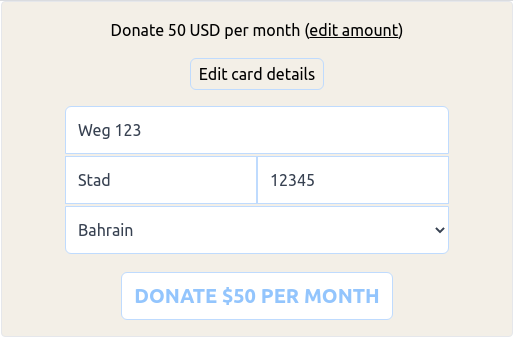 Donate 50 USD per month (edit amount)
Edit card details
Weg 123
Stad 12345
Bahrain
DONATE $50 PER MONTH